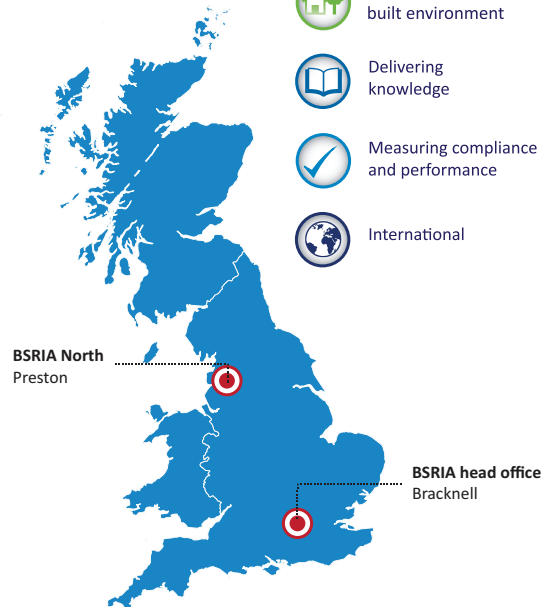 built environment
Delivering
knowledge
Measuring compliance
and performance
International
BSRIA North
Preston
BSRIA head office
Bracknell